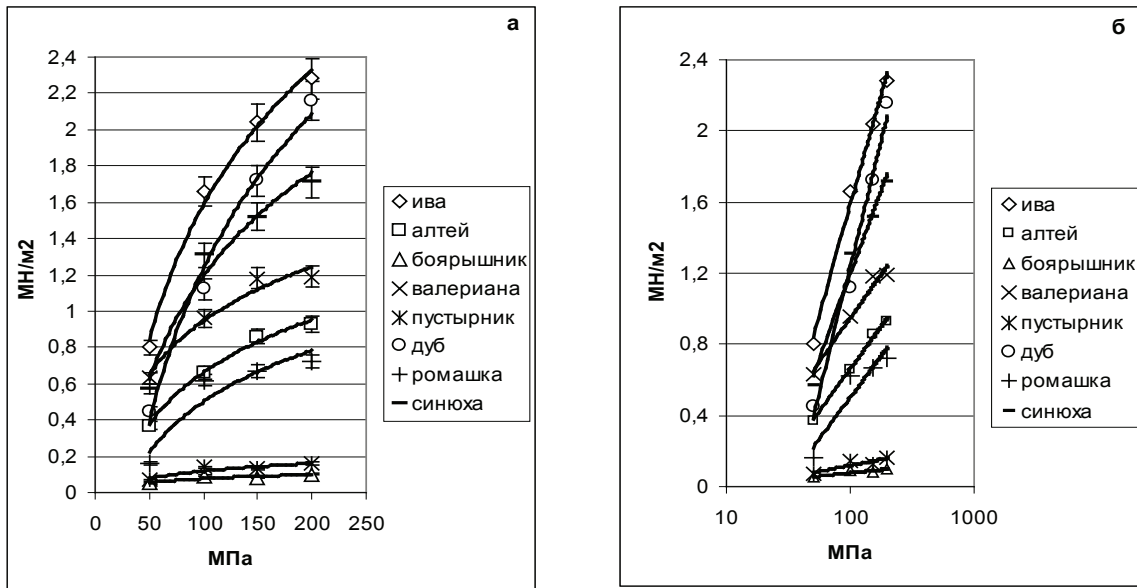 а
МН/м2
2,4
2,2
2
1,8
1,6
1,4
1,2
1
0,8
0,6
0,4
0,2
0
0 50 100 150 200 250
МПа
ива
алтей
боярышник
валериана
пустырник
дуб
ромашка
синюха
б
МН/м2
2,4
2
1,6
1,2
0,8
0,4
0
10 100 1000
МПа
ива
алтей
боярышник
валериана
пустырник
дуб
ромашка
синюха